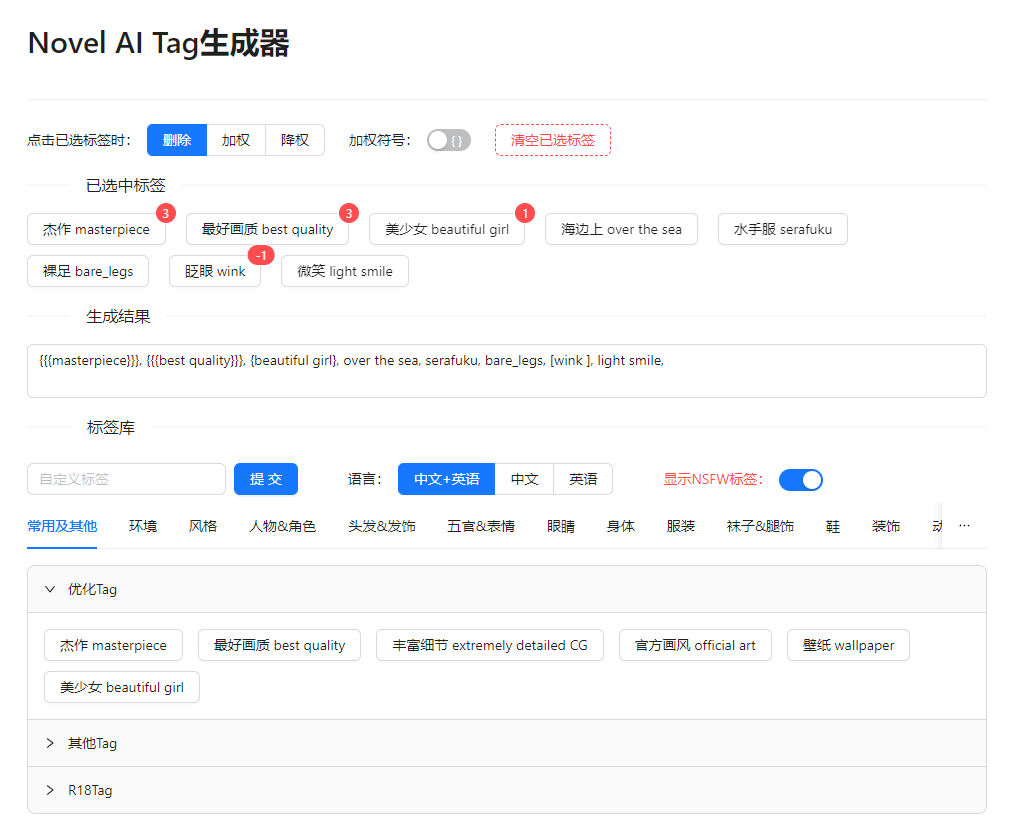 Novel AI Tag生成器
点击已选标签时： 删除 加权 降权 加权符号： { } 清空已选标签
已选中标签
杰作 masterpiece 3 最好画质 best quality 3 美少女 beautiful girl 1 海边上 over the sea 水手服 serafuku
裸足 bare_legs 眨眼 wink -1 微笑 light smile
生成结果
{{{masterpiece}}}, {{{best quality}}}, {beautiful girl}, over the sea, serafuku, bare_legs, [wink ], light smile,
标签库
自定义标签 提 交 语言： 中文+英语 中文 英语 显示NSFW标签：
常用及其他 环境 风格 人物&角色 头发&发饰 五官&表情 眼睛 身体 服装 袜子&腿饰 鞋 装饰 ···
优化Tag
杰作 masterpiece 最好画质 best quality 丰富细节 extremely detailed CG 官方画风 official art 壁纸 wallpaper
美少女 beautiful girl
其他Tag
R18Tag